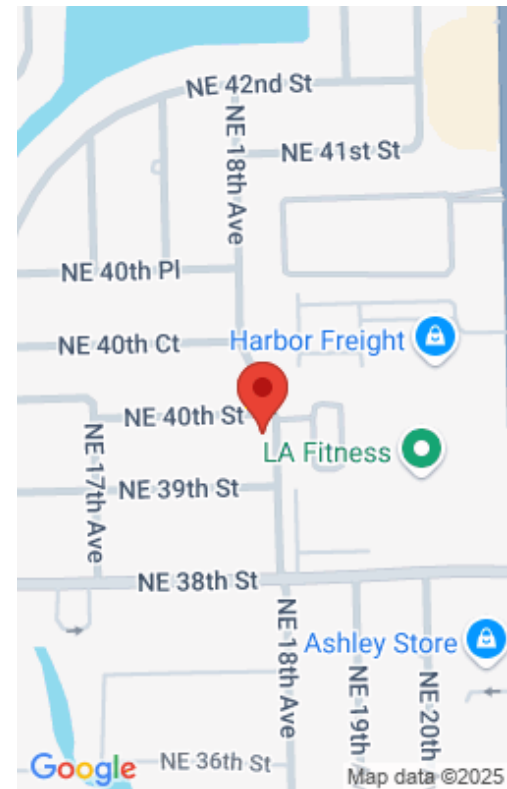 NE 42nd St
NE 18th Ave
NE 41st St
NE 40th Pl
NE 40th Ct
Harbor Freight
NE 40th St
LA Fitness
NE 17th Ave
NE 39th St
NE 38th St
NE 18th Ave
Ashley Store
NE 19th
NE 20th
NE 36th St
Google
Map data ©2025